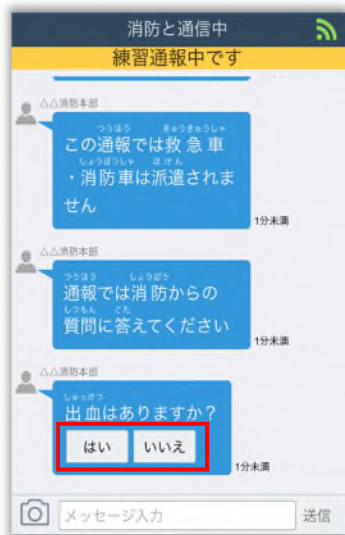 消防と通信中
練習通報中です
△△消防本部
つうほう きゅうきゅうしゃ
この通報では救急車
しょうぼうしゃ はけん
・消防車は派遣されま
せん
1分未満
△△消防本部
つうほう しょうぼう
通報では消防からの
しつもん こた
質問に答えてください
1分未満
△△消防本部
しゅっけつ
出血はありますか？
はい いいえ
1分未満
メッセージ入力 送信